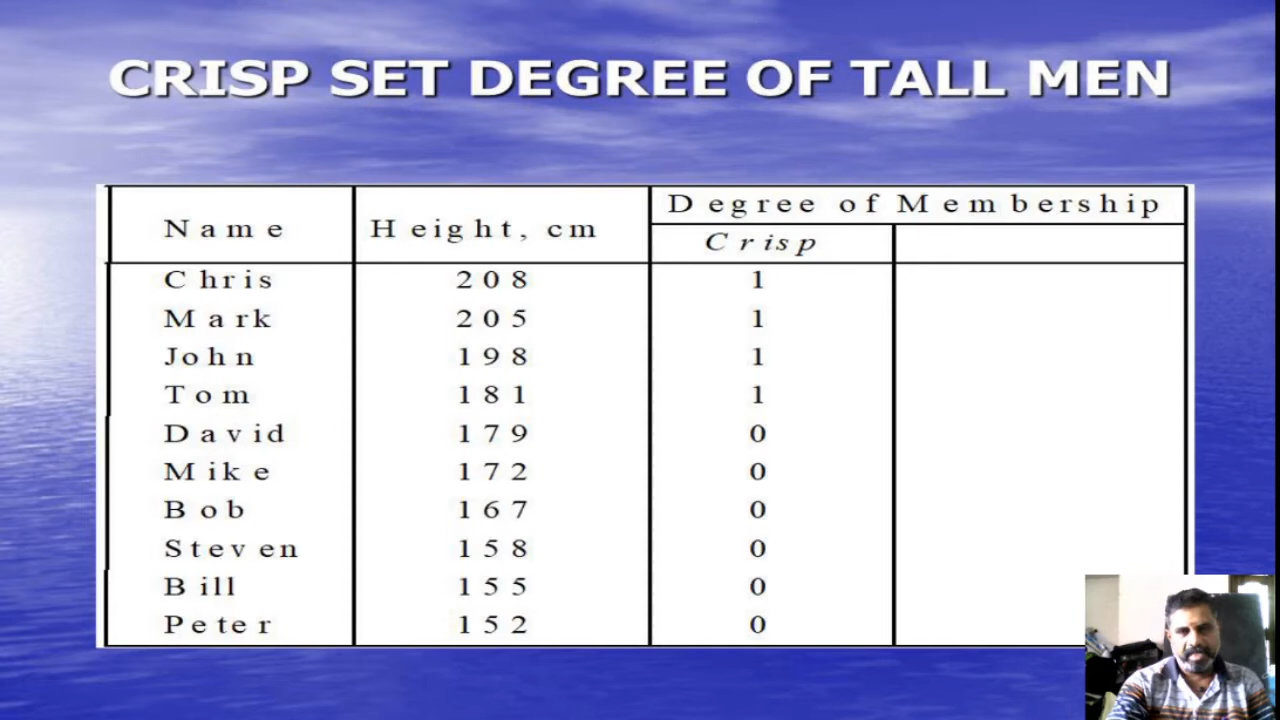 CRISP SET DEGREE OF TALL MEN
Degree of Membership
Name Height, cm Crisp
Chris 208 1
Mark 205 1
John 198 1
Tom 181 1
David 179 0
Mike 172 0
Bob 167 0
Steven 158 0
Bill 155 0
Peter 152 0